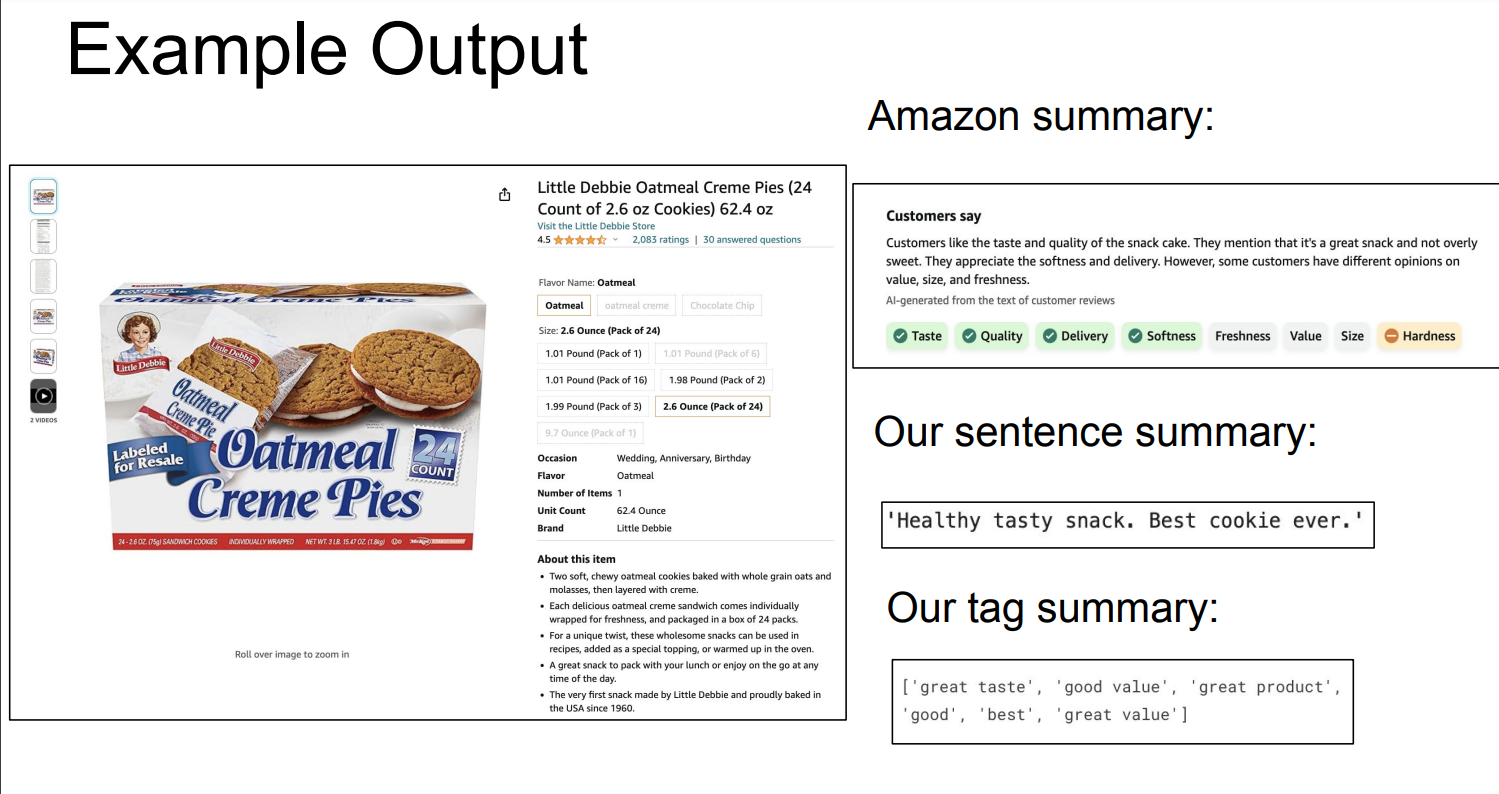 Example Output
Amazon summary:
Little Debbie Oatmeal Creme Pies (24
Count of 2.6 oz Cookies) 62.4 oz
Visit the Little Debbie Store
4.5
2,083 ratings | 30 answered questions
Flavor Name: Oatmeal
Oatmeal
oatmeal creme
Chocolate Chip
Size: 2.6 Ounce (Pack of 24)
1.01 Pound (Pack of 1)
1.01 Pound (Pack of 6)
1.01 Pound (Pack of 16)
1.98 Pound (Pack of 2)
1.99 Pound (Pack of 3)
2.6 Ounce (Pack of 24)
9.7 Ounce (Pack of 1)
Occasion Wedding, Anniversary, Birthday
Flavor Oatmeal
Number of Items 1
Unit Count 62.4 Ounce
Brand Little Debbie
About this item
• Two soft, chewy oatmeal cookies baked with whole grain oats and
molasses, then layered with creme.
• Each delicious oatmeal creme sandwich comes individually
wrapped for freshness, and packaged in a box of 24 packs.
• For a unique twist, these wholesome snacks can be used in
recipes, added as a special topping, or warmed up in the oven.
• A great snack to pack with your lunch or enjoy on the go at any
time of the day.
• The very first snack made by Little Debbie and proudly baked in
the USA since 1960.
2 VIDEOS
Oatmeal Creme Pies
Little Debbie
Little Debbie
Oatmeal
Creme Pie
Labeled
for Resale
Oatmeal
Creme Pies
24
COUNT
24 - 2.6 OZ. (75g) SANDWICH COOKIES INDIVIDUALLY WRAPPED NET WT. 3 LB. 15.47 OZ. (1.8kg)
Roll over image to zoom in
Customers say
Customers like the taste and quality of the snack cake. They mention that it's a great snack and not overly
sweet. They appreciate the softness and delivery. However, some customers have different opinions on
value, size, and freshness.
AI-generated from the text of customer reviews
Taste
Quality
Delivery
Softness
Freshness
Value
Size
Hardness
Our sentence summary:
'Healthy tasty snack. Best cookie ever.'
Our tag summary:
['great taste', 'good value', 'great product',
'good', 'best', 'great value']